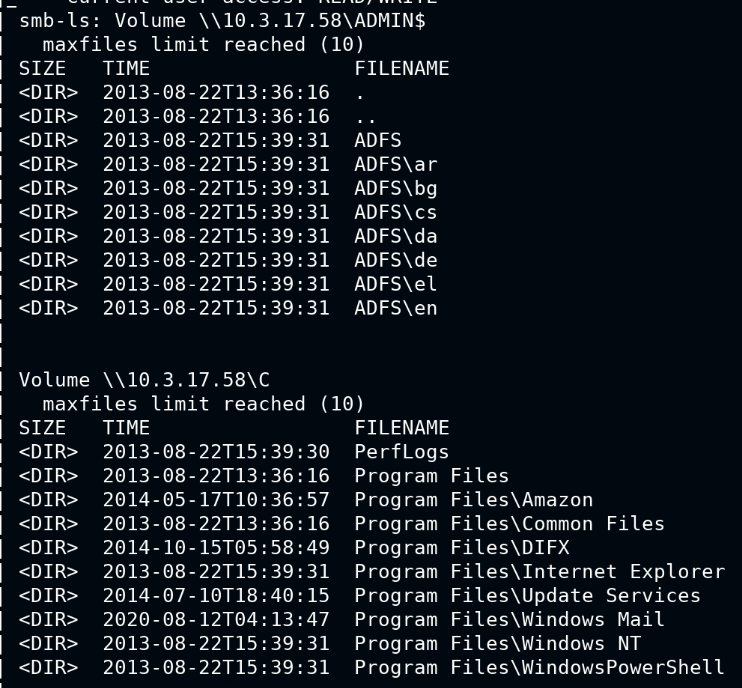 |_    current user access: READ/WRITE
| smb-ls: Volume \\10.3.17.58\ADMIN$
|   maxfiles limit reached (10)
| SIZE   TIME                 FILENAME
| <DIR>  2013-08-22T13:36:16  .
| <DIR>  2013-08-22T13:36:16  ..
| <DIR>  2013-08-22T15:39:31  ADFS
| <DIR>  2013-08-22T15:39:31  ADFS\ar
| <DIR>  2013-08-22T15:39:31  ADFS\bg
| <DIR>  2013-08-22T15:39:31  ADFS\cs
| <DIR>  2013-08-22T15:39:31  ADFS\da
| <DIR>  2013-08-22T15:39:31  ADFS\de
| <DIR>  2013-08-22T15:39:31  ADFS\el
| <DIR>  2013-08-22T15:39:31  ADFS\en
|
|
| Volume \\10.3.17.58\C
|   maxfiles limit reached (10)
| SIZE   TIME                 FILENAME
| <DIR>  2013-08-22T15:39:30  PerfLogs
| <DIR>  2013-08-22T13:36:16  Program Files
| <DIR>  2014-05-17T10:36:57  Program Files\Amazon
| <DIR>  2013-08-22T13:36:16  Program Files\Common Files
| <DIR>  2014-10-15T05:58:49  Program Files\DIFX
| <DIR>  2013-08-22T15:39:31  Program Files\Internet Explorer
| <DIR>  2014-07-10T18:40:15  Program Files\Update Services
| <DIR>  2020-08-12T04:13:47  Program Files\Windows Mail
| <DIR>  2013-08-22T15:39:31  Program Files\Windows NT
| <DIR>  2013-08-22T15:39:31  Program Files\WindowsPowerShell